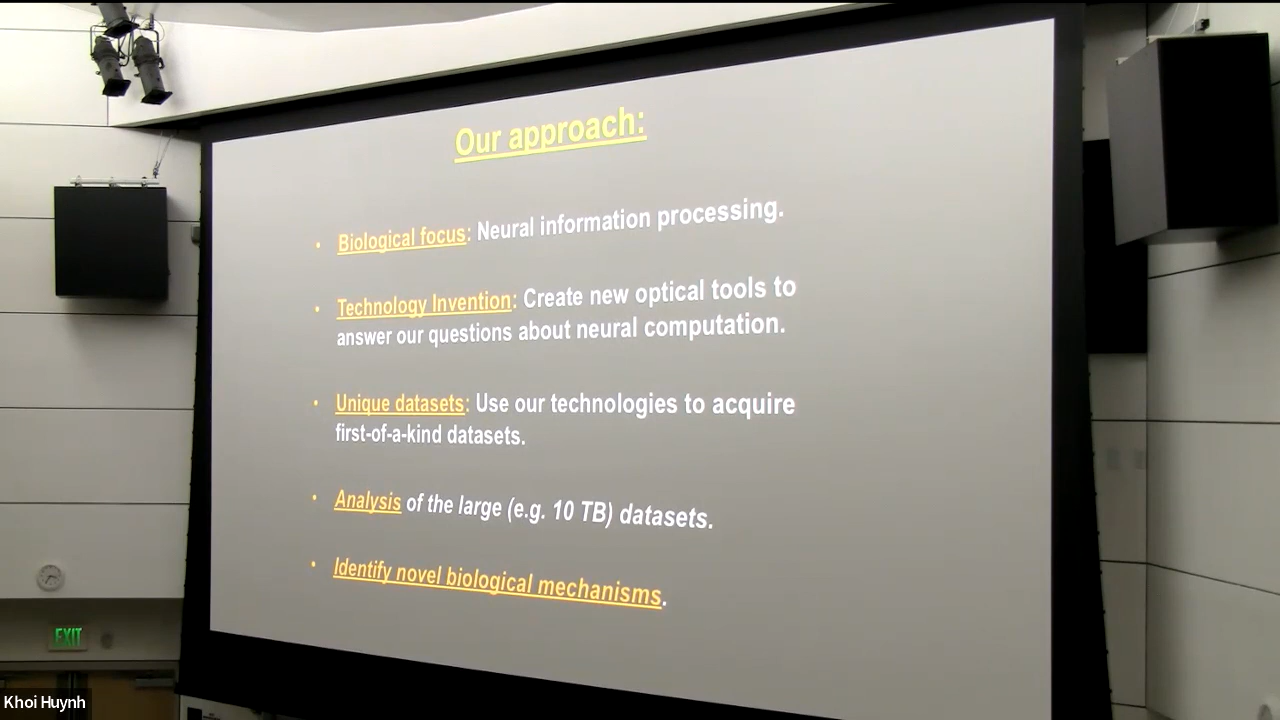 Our approach:
• Biological focus: Neural information processing.
• Technology Invention: Create new optical tools to
answer our questions about neural computation.
• Unique datasets: Use our technologies to acquire
first-of-a-kind datasets.
• Analysis of the large (e.g. 10 TB) datasets.
• Identify novel biological mechanisms.
EXIT
Khoi Huynh